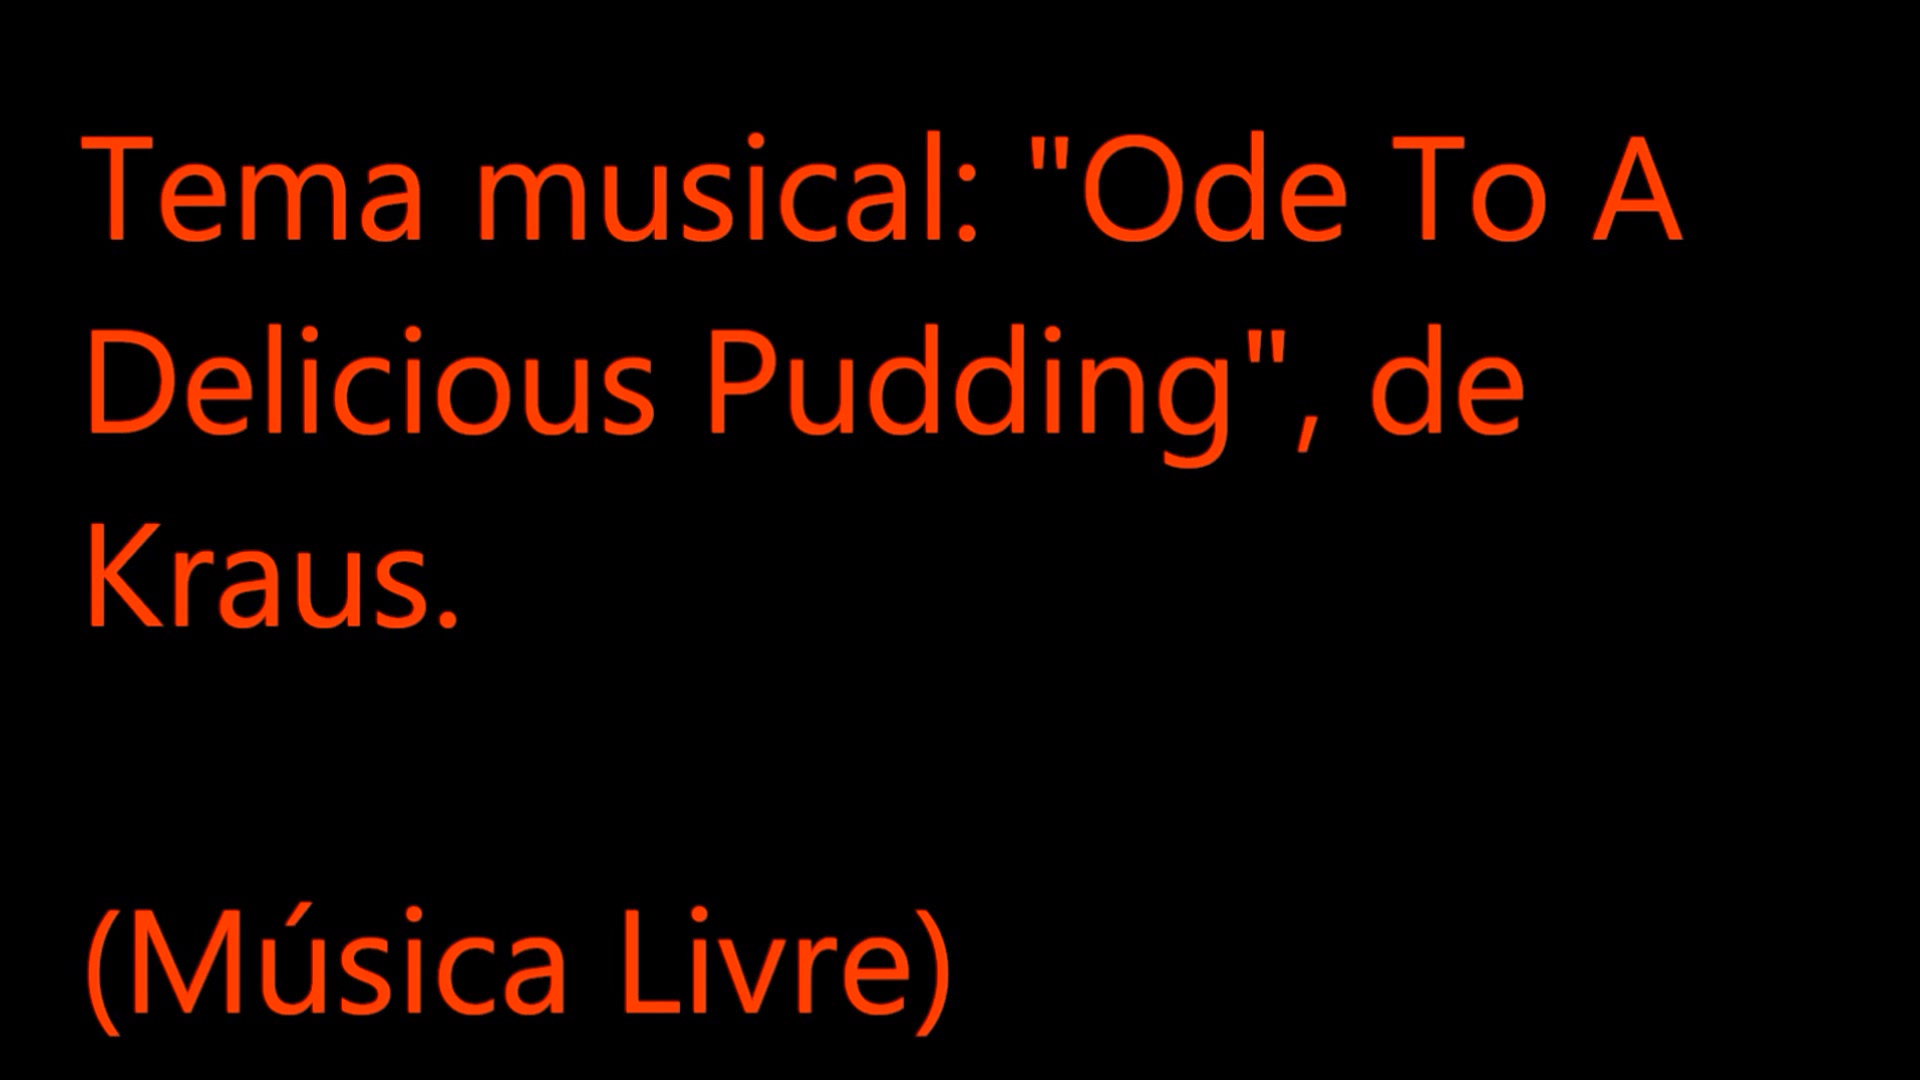 Tema musical: "Ode To A
Delicious Pudding", de
Kraus.
(Música Livre)